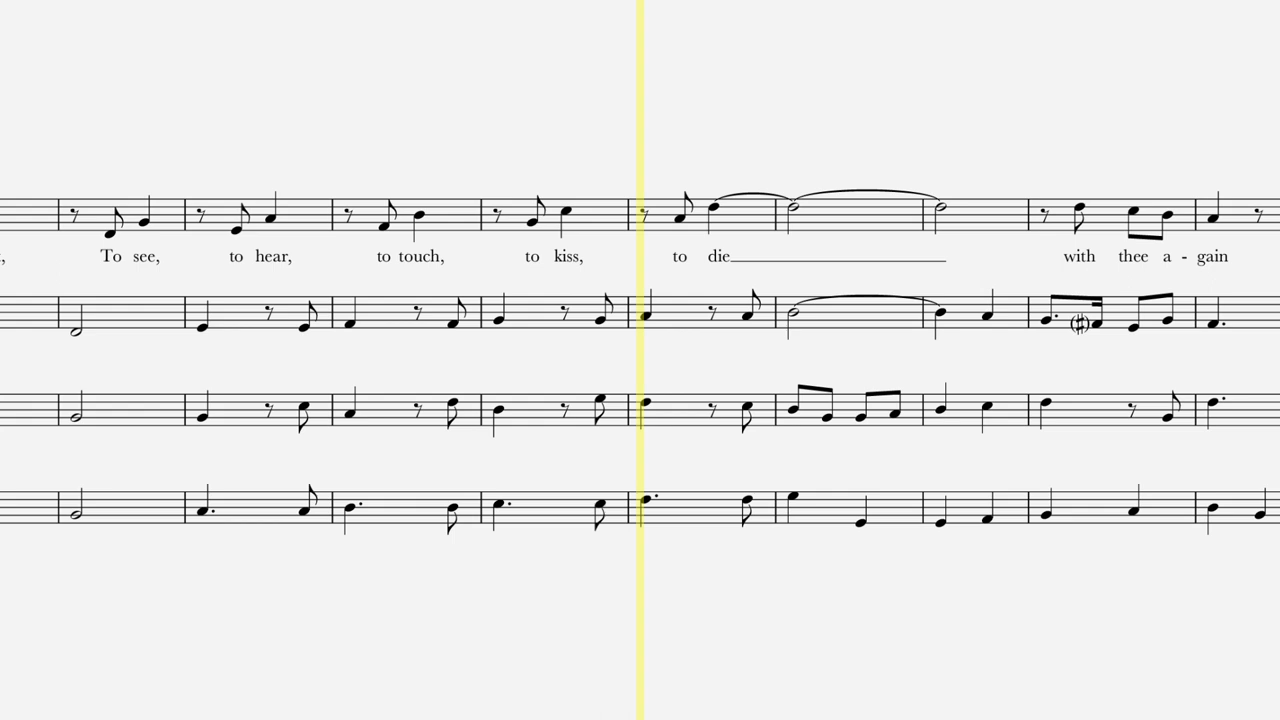 , To see, to hear, to touch, to kiss, to die with thee a - gain